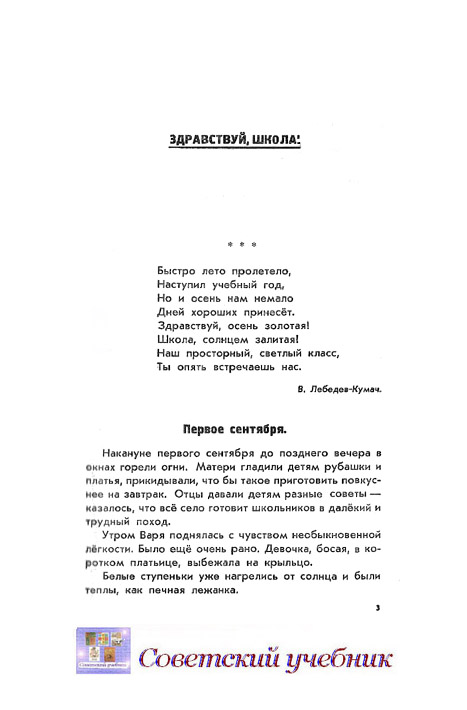 ЗДРАВСТВУЙ, ШКОЛА!
* * *
Быстро лето пролетело,
Наступил учебный год,
Но и осень нам немало
Дней хороших принесёт.
Здравствуй, осень золотая!
Школа, солнцем залитая!
Наш просторный, светлый класс,
Ты опять встречаешь нас.
В. Лебедев-Кумач.
Первое сентября.
Накануне первого сентября до позднего вечера в
окнах горели огни. Матери гладили детям рубашки и
платья, прикидывали, что бы такое приготовить повкус-
нее на завтрак. Отцы давали детям разные советы —
казалось, что всё село готовит школьников в далёкий и
трудный поход.
Утром Варя поднялась с чувством необыкновенной
лёгкости. Было ещё очень рано. Девочка, босая, в ко-
ротком платьице, выбежала на крыльцо.
Белые ступеньки уже нагрелись от солнца и были
теплы, как печная лежанка.
3
Советский учебник